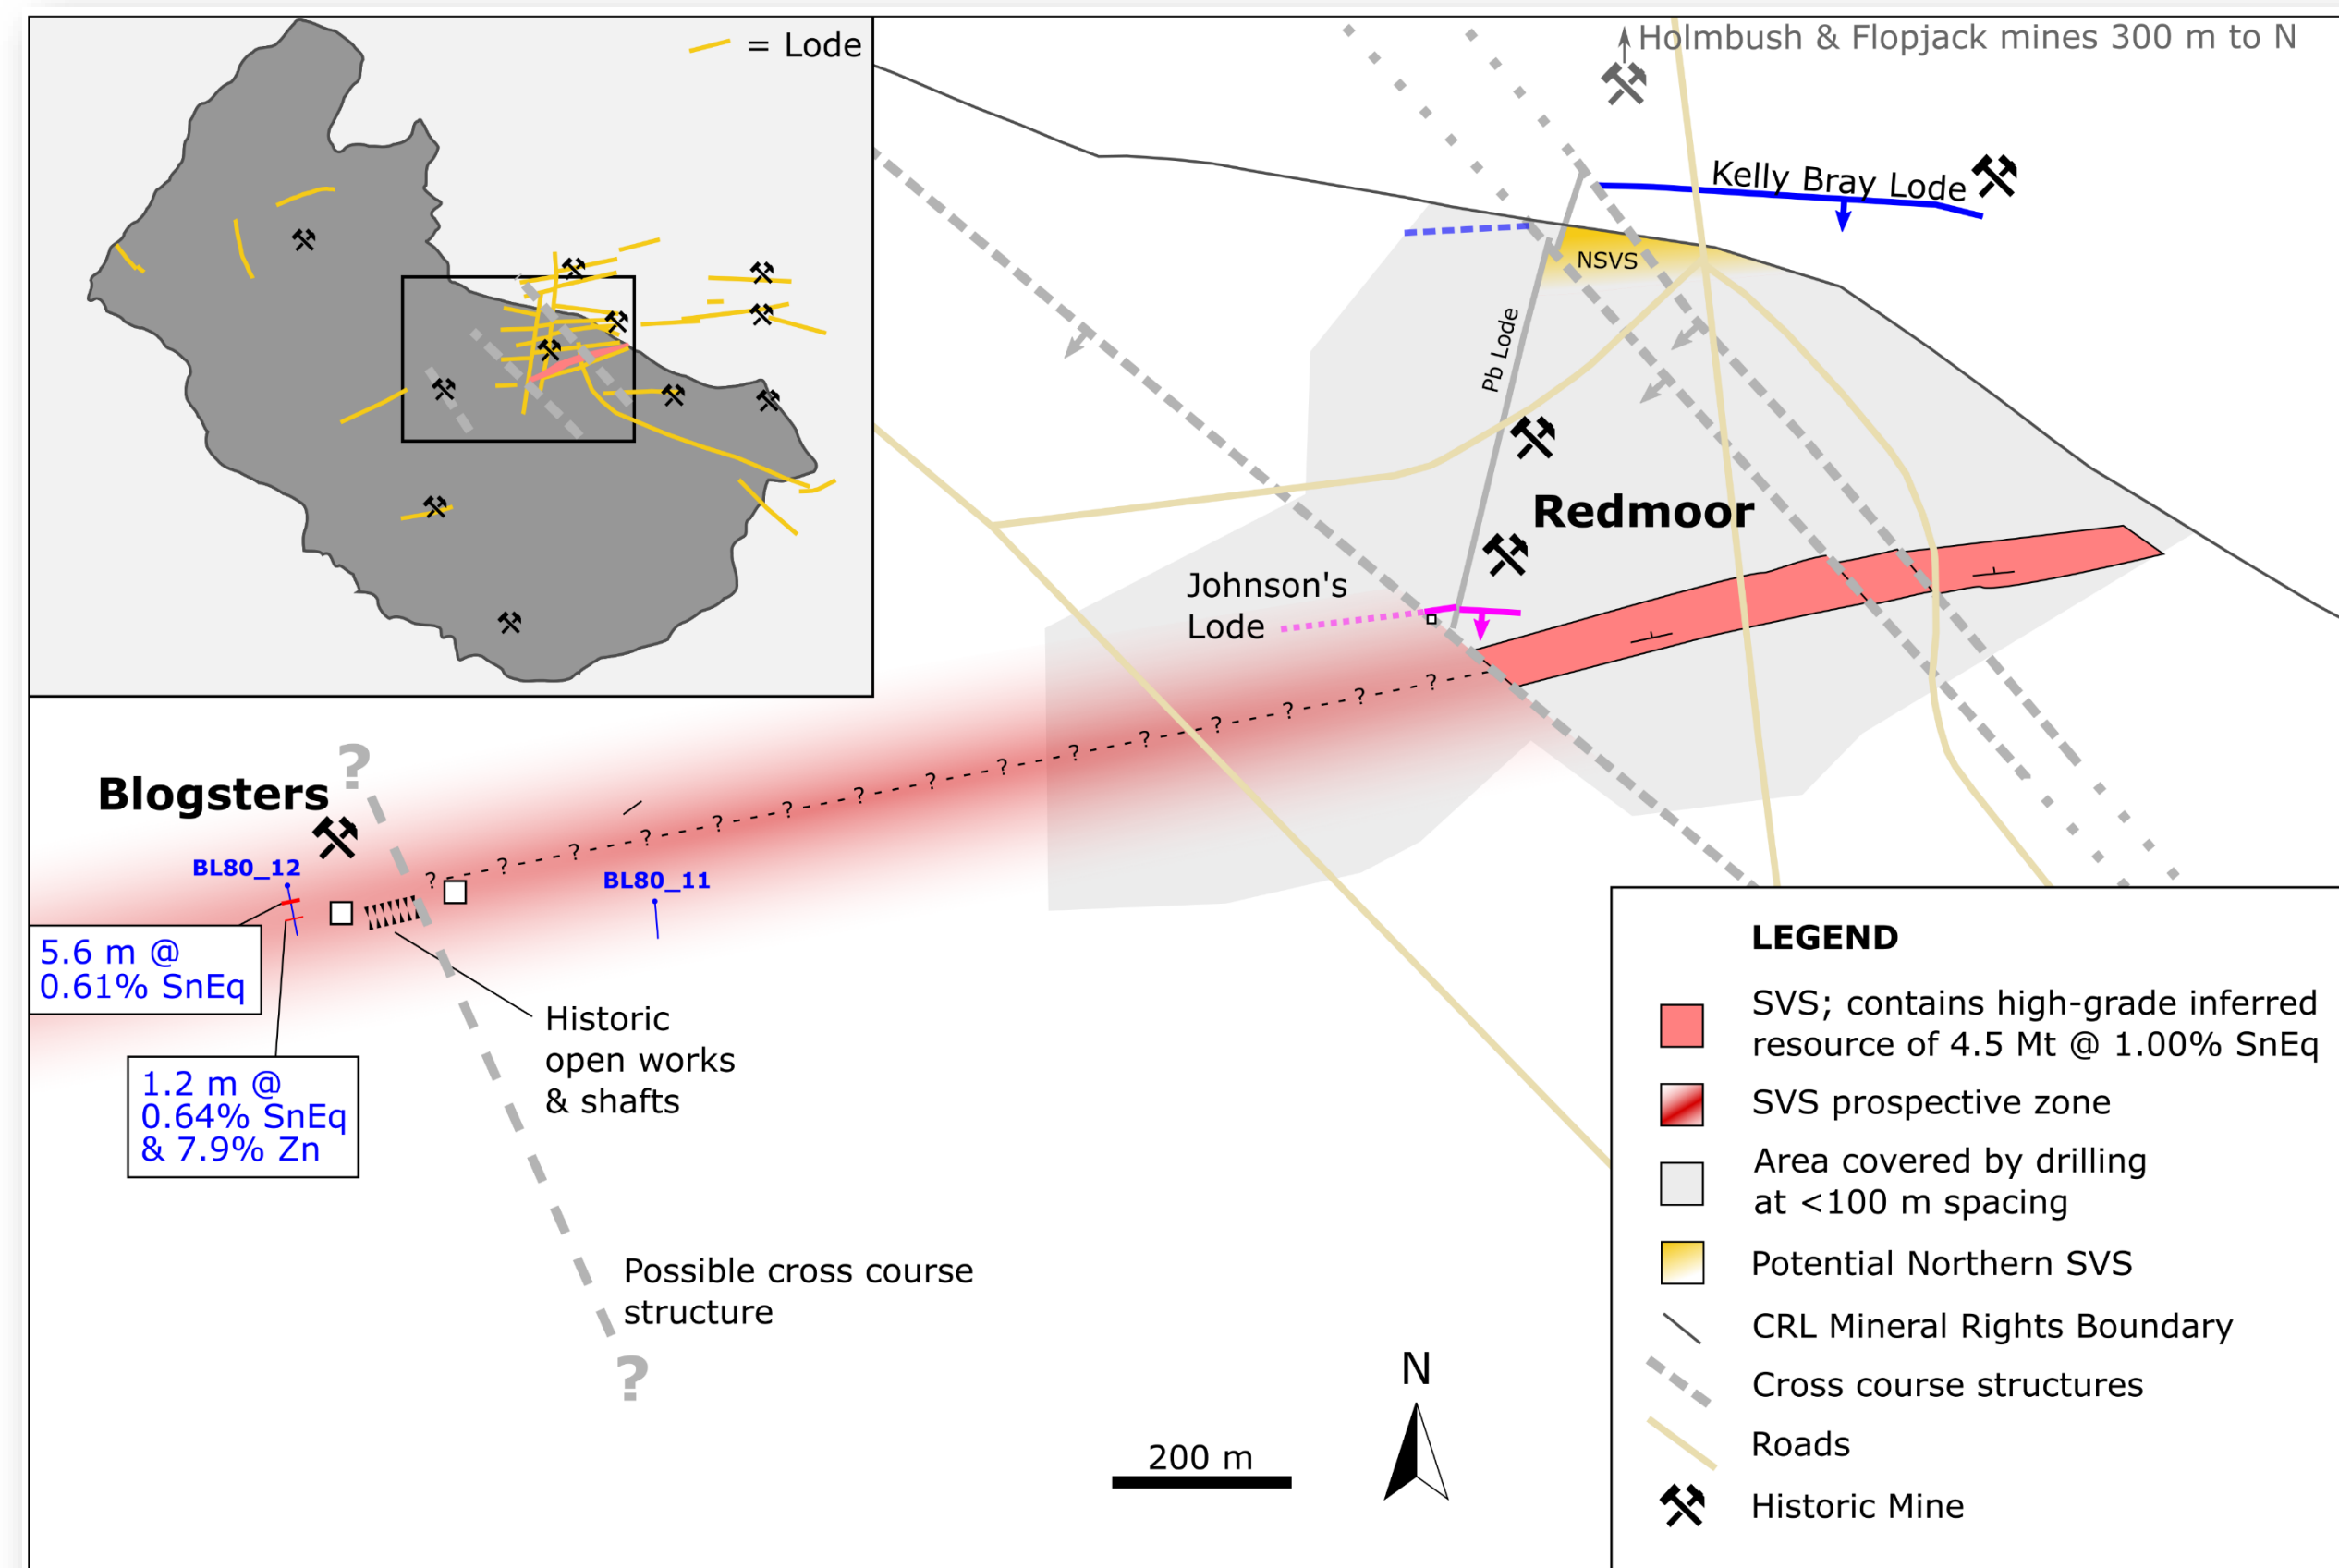 = Lode
Holmbush & Flopjack mines 300 m to N
Kelly Bray Lode
NSVS
Pb Lode
Redmoor
Johnson's
Lode
?
Blogsters
BL80_12
BL80_11
? ? ? ? ? ? ? ? ? ? ? ? ? ? ?
5.6 m @
0.61% SnEq
1.2 m @
0.64% SnEq
& 7.9% Zn
Historic
open works
& shafts
Possible cross course
structure
?
200 m
N
LEGEND
SVS; contains high-grade inferred
resource of 4.5 Mt @ 1.00% SnEq
SVS prospective zone
Area covered by drilling
at <100 m spacing
Potential Northern SVS
CRL Mineral Rights Boundary
Cross course structures
Roads
Historic Mine